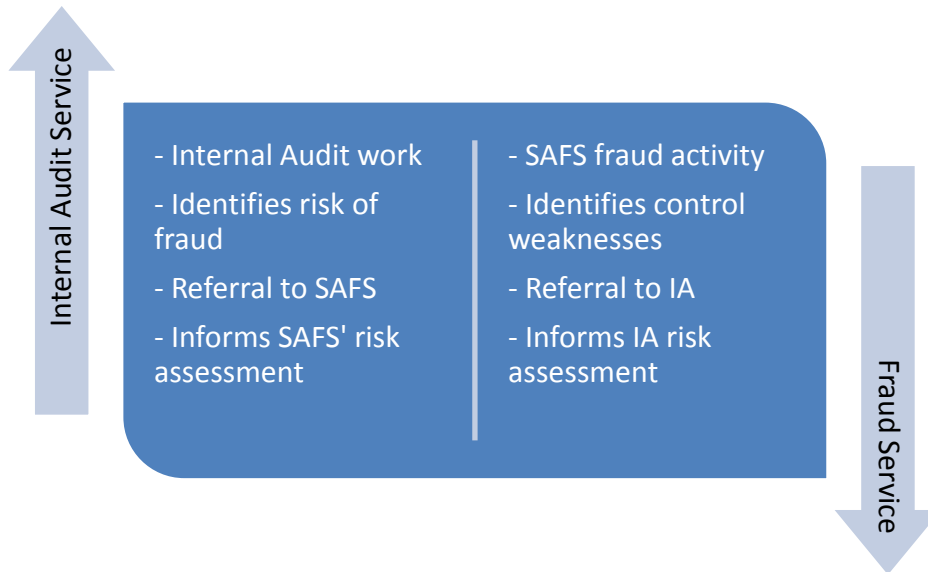 Internal Audit Service
- Internal Audit work
- Identifies risk of
fraud
- Referral to SAFS
- Informs SAFS' risk
assessment
- SAFS fraud activity
- Identifies control
weaknesses
- Referral to IA
- Informs IA risk
assessment
Fraud Service